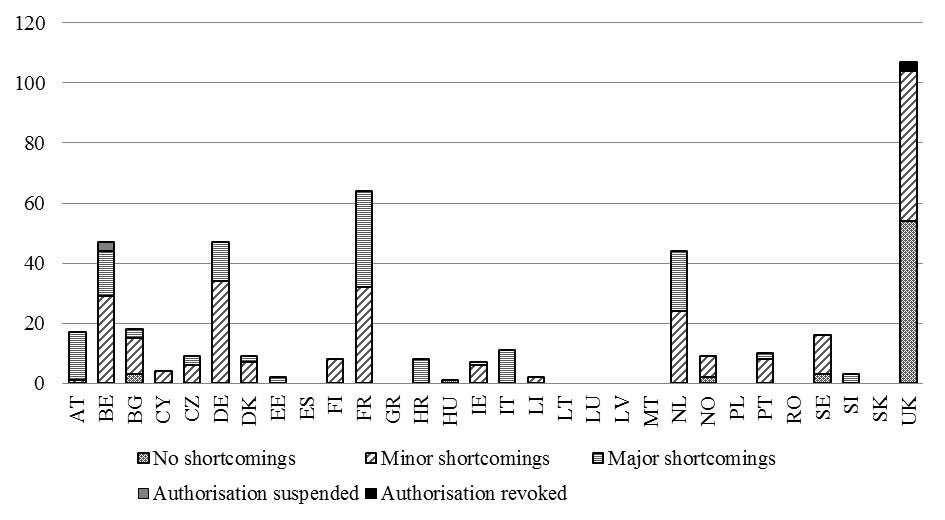 120
100
80
60
40
20
0
AT BE BG CY CZ DE DK EE ES FI FR GR HR HU IE IT LI LT LU LV MT NL NO PL PT RO SE SI SK UK
No shortcomings Minor shortcomings Major shortcomings
Authorisation suspended Authorisation revoked